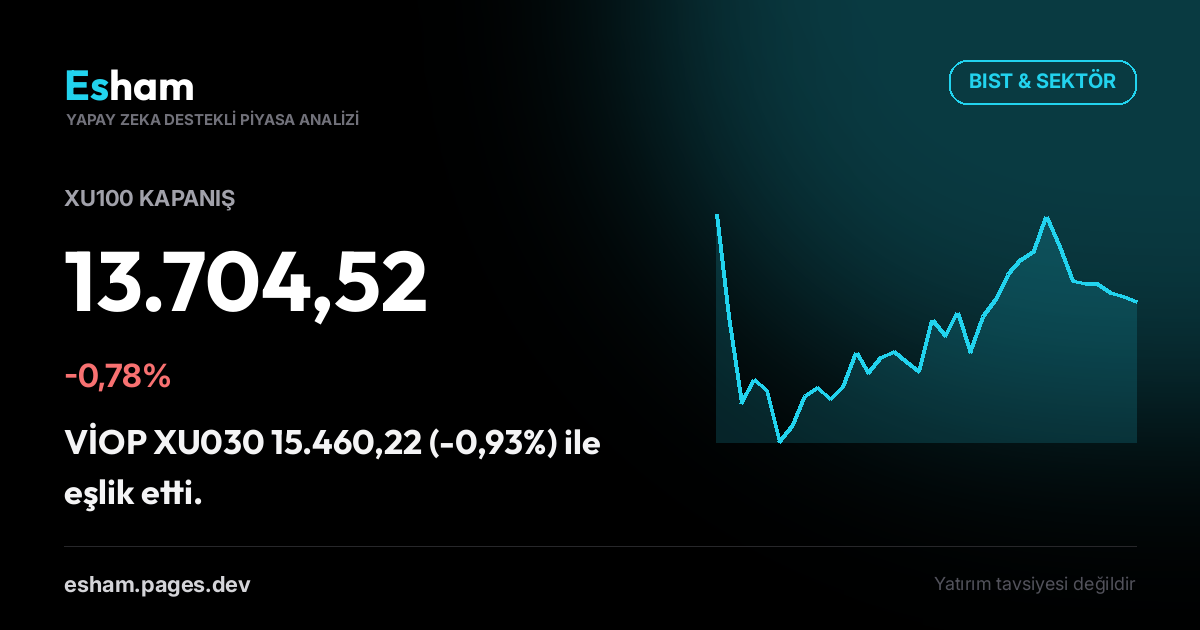 Esham
YAPAY ZEKA DESTEKLİ PİYASA ANALİZİ
BIST & SEKTÖR
XU100 KAPANIŞ
13.704,52
-0,78%
VİOP XU030 15.460,22 (-0,93%) ile
eşlik etti.
esham.pages.dev
Yatırım tavsiyesi değildir